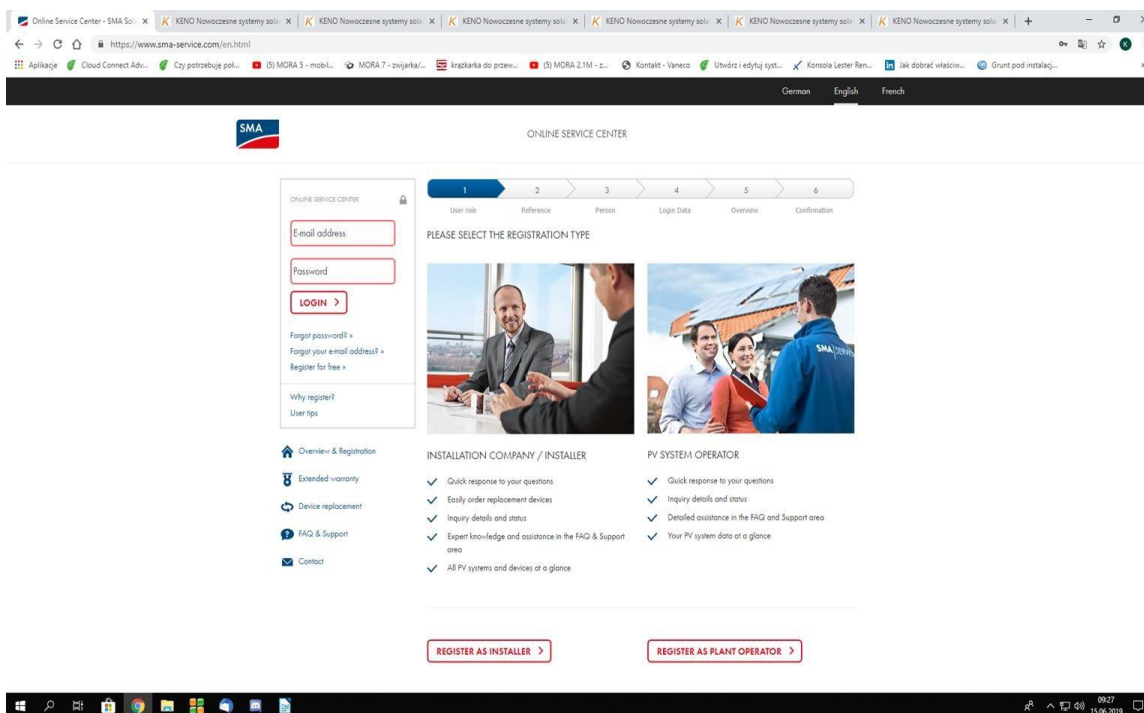 Online Service Center - SMA Sola
KENO Nowoczesne systemy sola
KENO Nowoczesne systemy sola
KENO Nowoczesne systemy sola
KENO Nowoczesne systemy sola
KENO Nowoczesne systemy sola
KENO Nowoczesne systemy sola
https://www.sma-service.com/en.html
K
Aplikacje
Cloud Connect Adv...
Czy potrzebuję poł...
(5) MORA 5 - mobil...
MORA 7 - zwijarka/...
krążkarka do przew...
(5) MORA 2.1M - z...
Kontakt - Vaneco
Utwórz i edytuj syst...
Konsola Lester Ren...
Jak dobrać właściw...
Grunt pod instalacj...
German English French
SMA
ONLINE SERVICE CENTER
ONLINE SERVICE CENTER
E-mail address
Password
LOGIN >
Forgot password? »
Forgot your e-mail address? »
Register for free »
Why register?
User tips
Overview & Registration
Extended warranty
Device replacement
FAQ & Support
Contact
1 2 3 4 5 6
User role Reference Person Login Data Overview Confirmation
PLEASE SELECT THE REGISTRATION TYPE
SMA SERVICE
INSTALLATION COMPANY / INSTALLER
Quick response to your questions
Easily order replacement devices
Inquiry details and status
Expert knowledge and assistance in the FAQ & Support
area
All PV systems and devices at a glance
PV SYSTEM OPERATOR
Quick response to your questions
Inquiry details and status
Detailed assistance in the FAQ and Support area
Your PV system data at a glance
REGISTER AS INSTALLER >
REGISTER AS PLANT OPERATOR >
09:27
15.06.2019